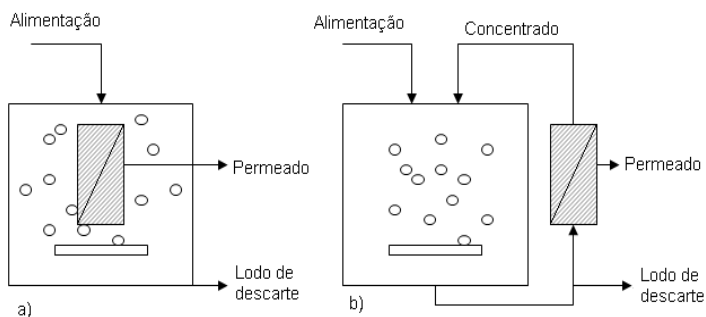 Alimentação
Permeado
Lodo de
descarte
a)
Alimentação
Concentrado
Permeado
Lodo de
descarte
b)